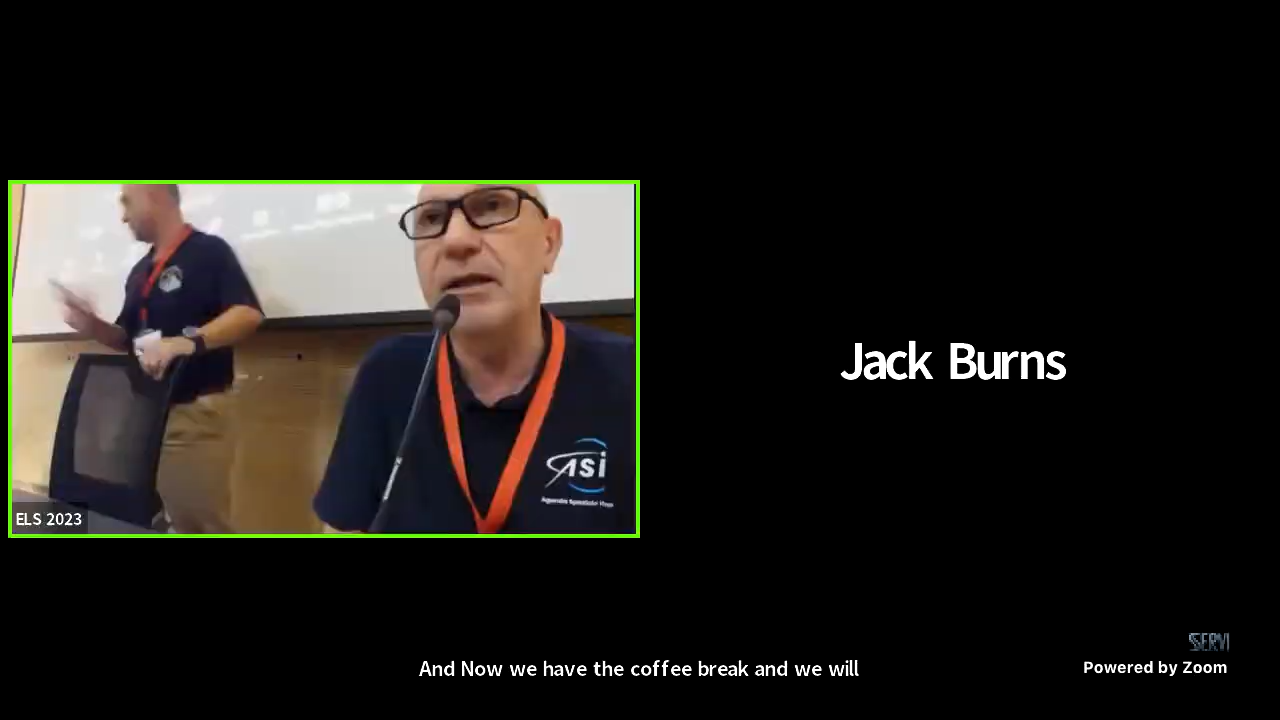 ASI
ELS 2023
Jack Burns
And Now we have the coffee break and we will
Powered by Zoom